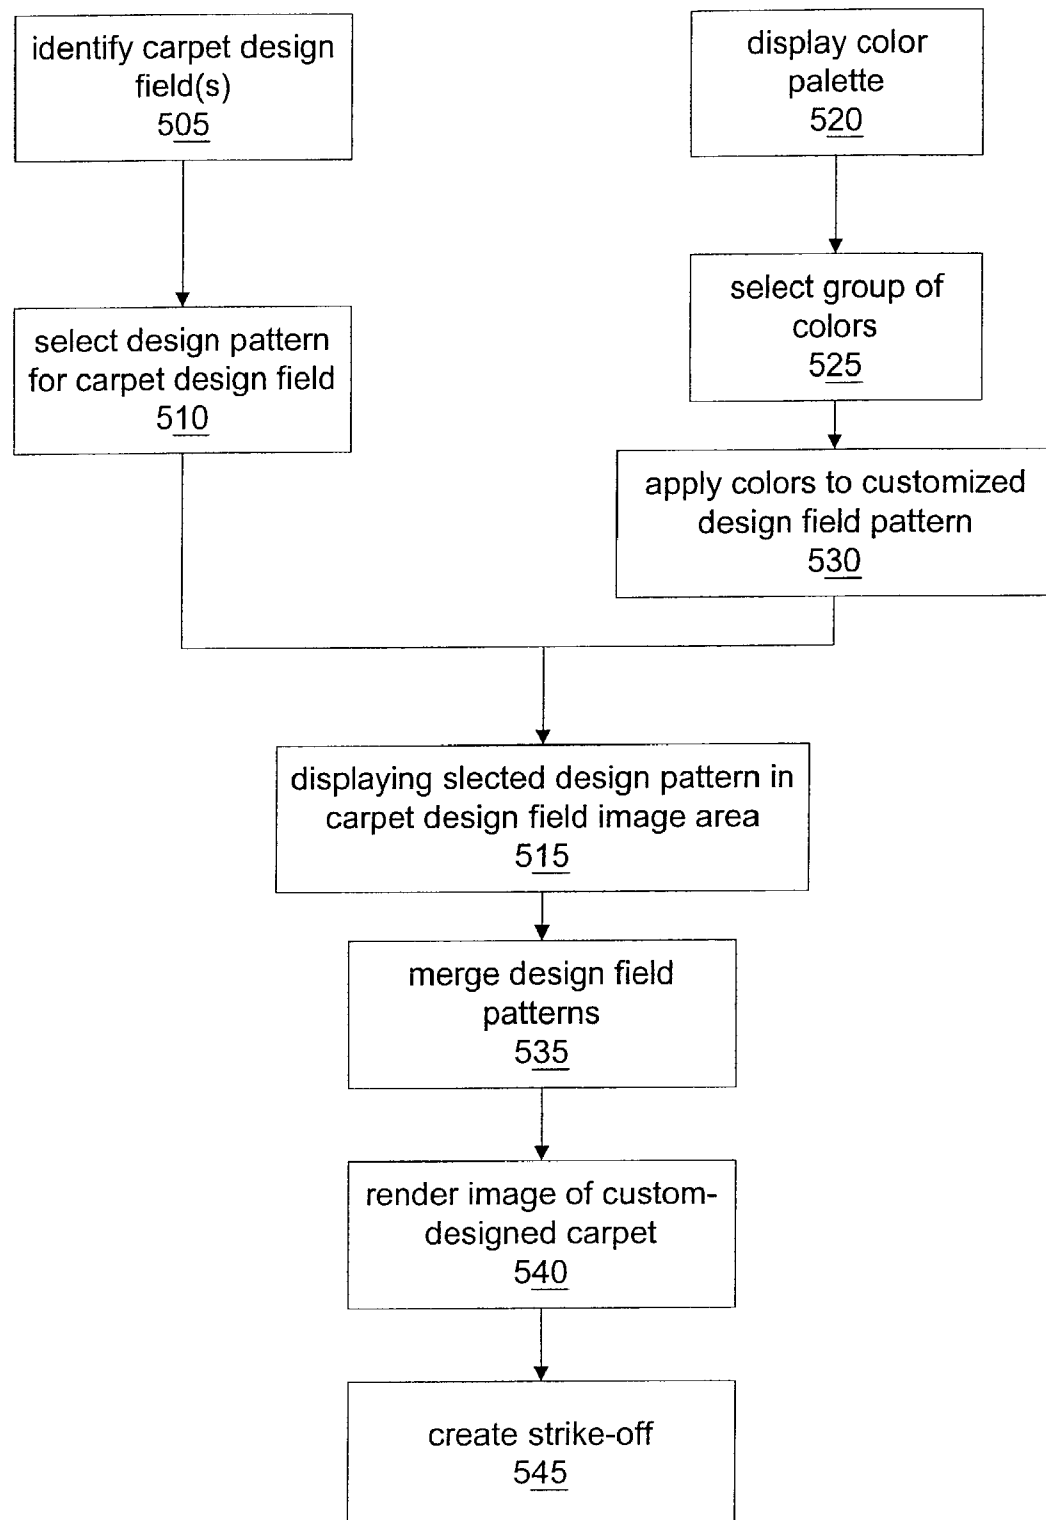 identify carpet design
field(s)
505
select design pattern
for carpet design field
510
display color
palette
520
select group of
colors
525
apply colors to customized
design field pattern
530
displaying slected design pattern in
carpet design field image area
515
merge design field
patterns
535
render image of custom-
designed carpet
540
create strike-off
545